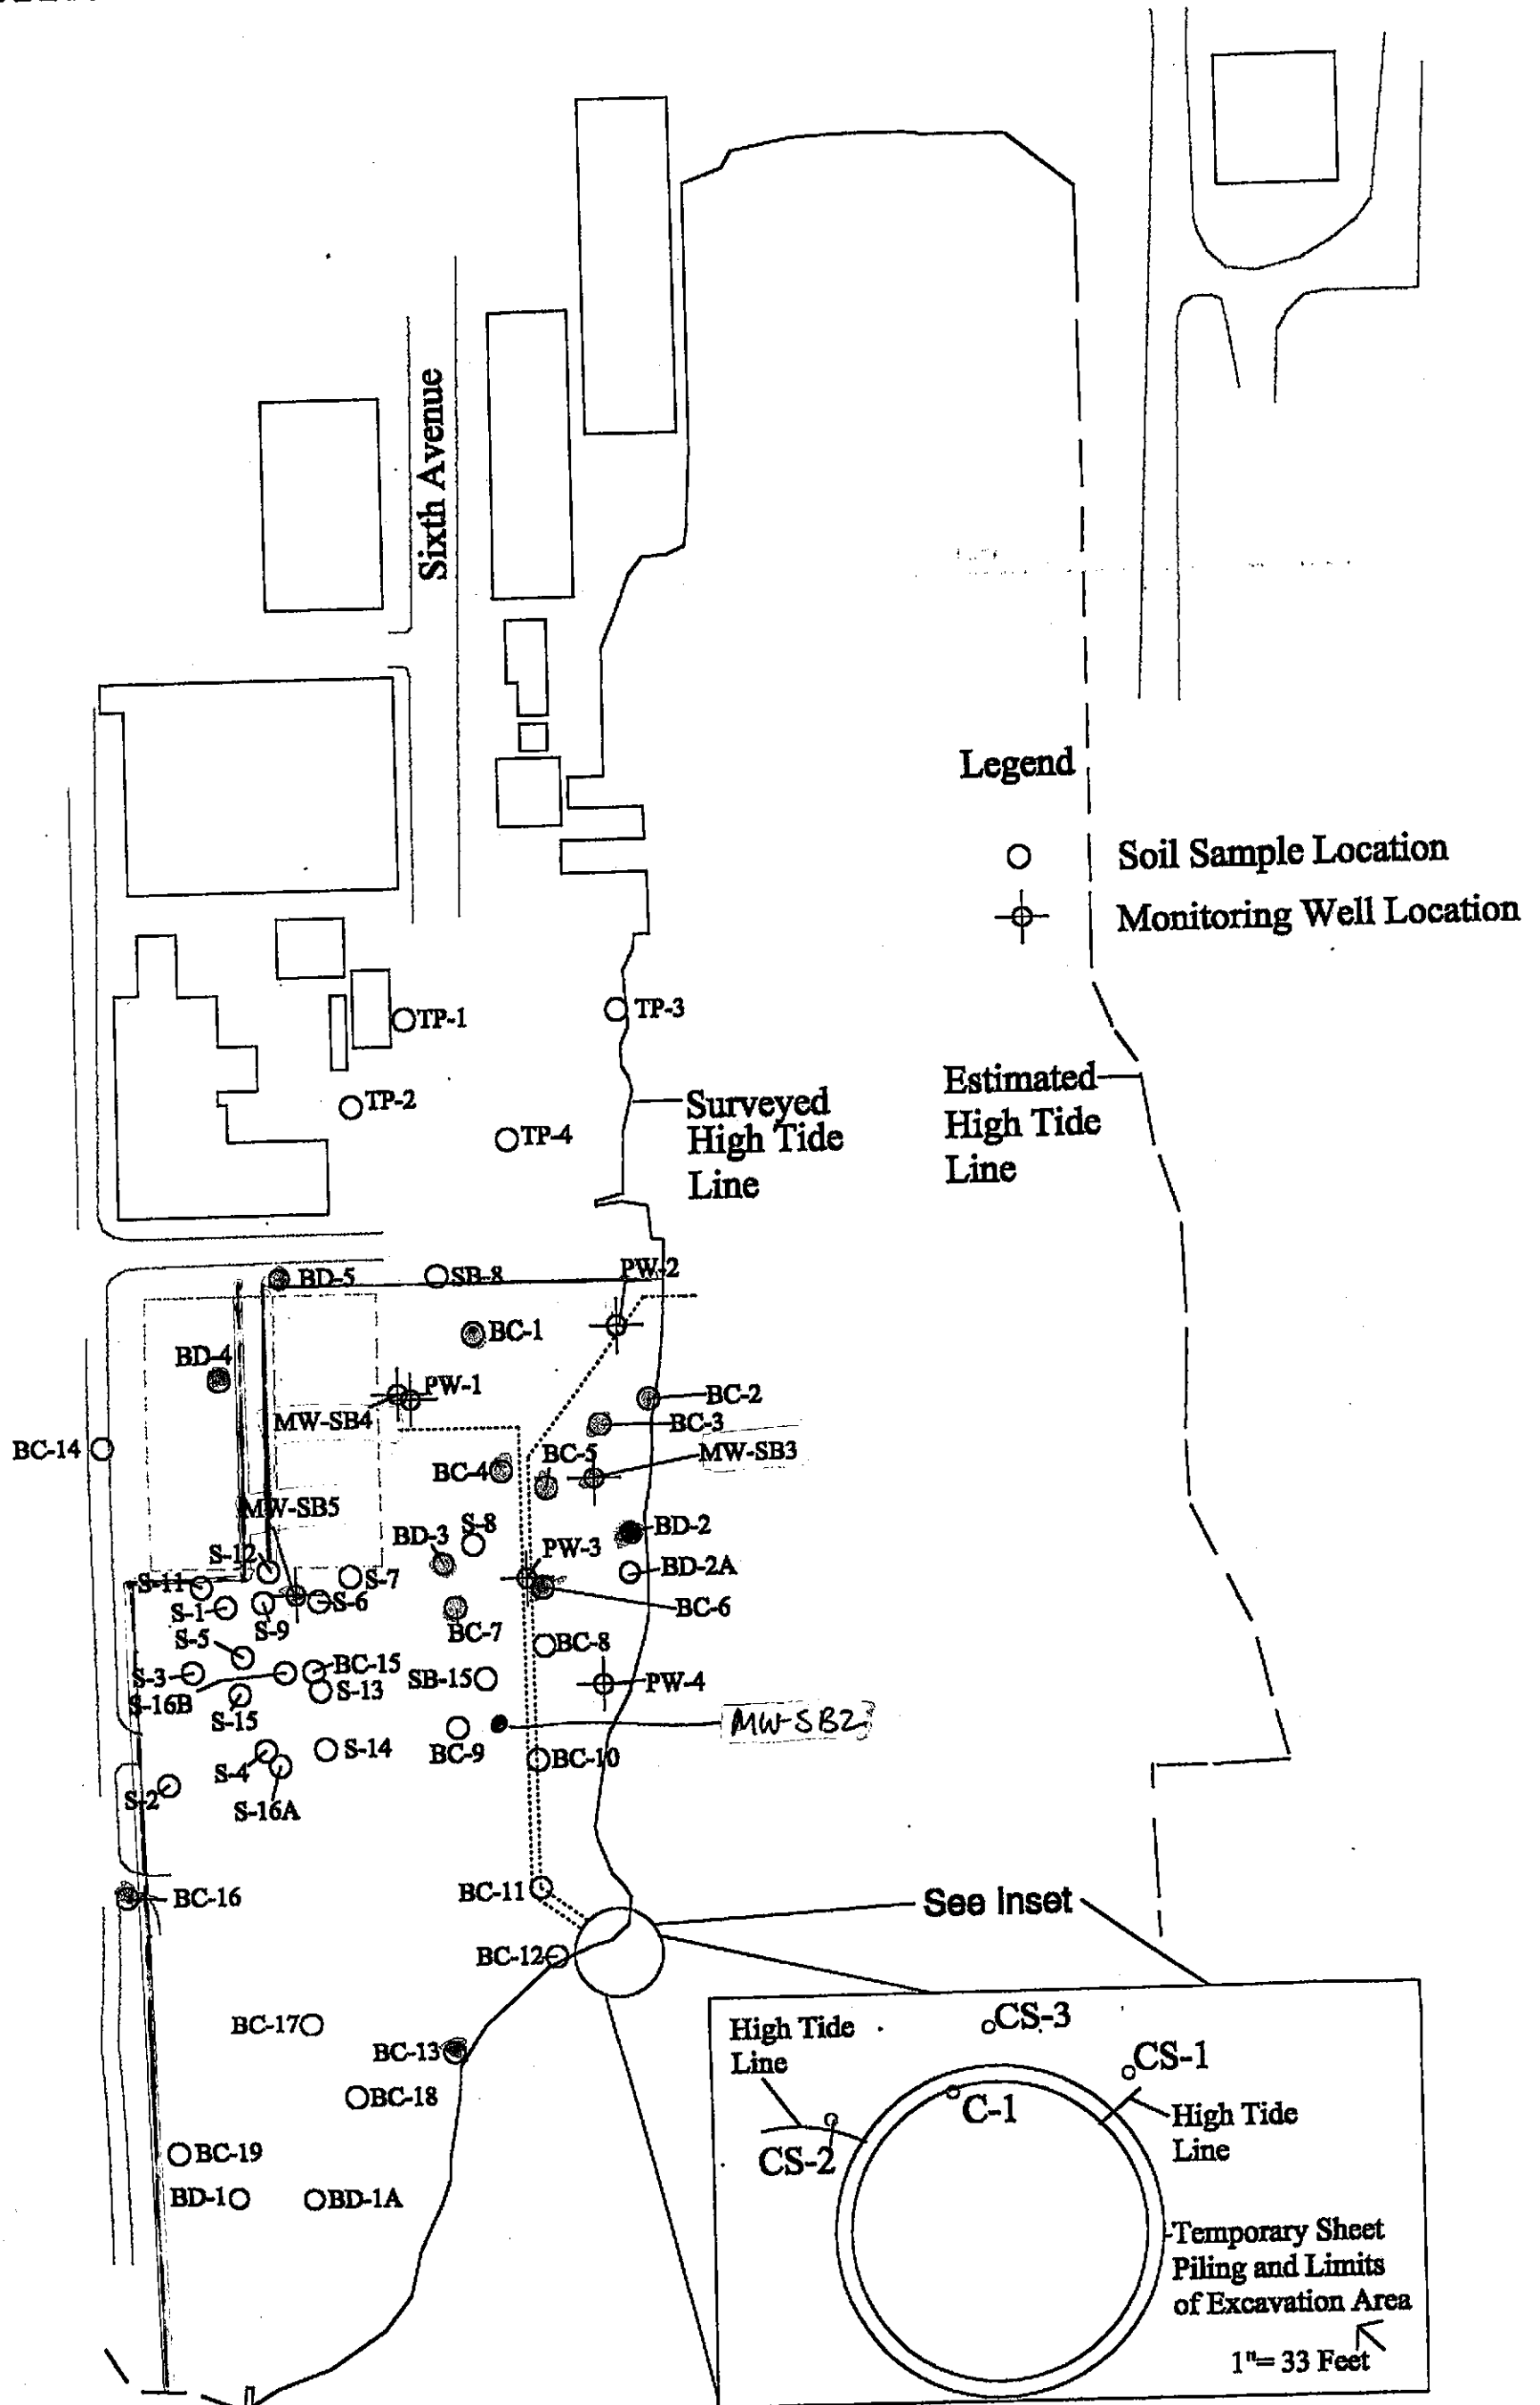 Sixth Avenue
Legend
Soil Sample Location
Monitoring Well Location
TP-1
TP-3
TP-2
TP-4
Surveyed
High Tide
Line
Estimated
High Tide
Line
BD-5
SB-8
PW-2
BC-1
BD-4
PW-1
BC-2
MW-SB4
BC-3
BC-14
BC-5
MW-SB3
BC-4
MW-SB5
S-8
BD-2
BD-3
PW-3
S-12
BD-2A
S-11
S-7
S-1
S-6
BC-6
S-9
BC-7
S-5
BC-8
S-3
BC-15
SB-15
PW-4
S-16B
S-13
S-15
MW-SB2
BC-9
S-14
BC-10
S-4
S-2
S-16A
BC-11
BC-16
See Inset
BC-12
BC-17
BC-13
BC-18
BC-19
BD-1
BD-1A
High Tide
Line
CS-3
CS-1
C-1
High Tide
Line
CS-2
Temporary Sheet
Piling and Limits
of Excavation Area
1"= 33 Feet